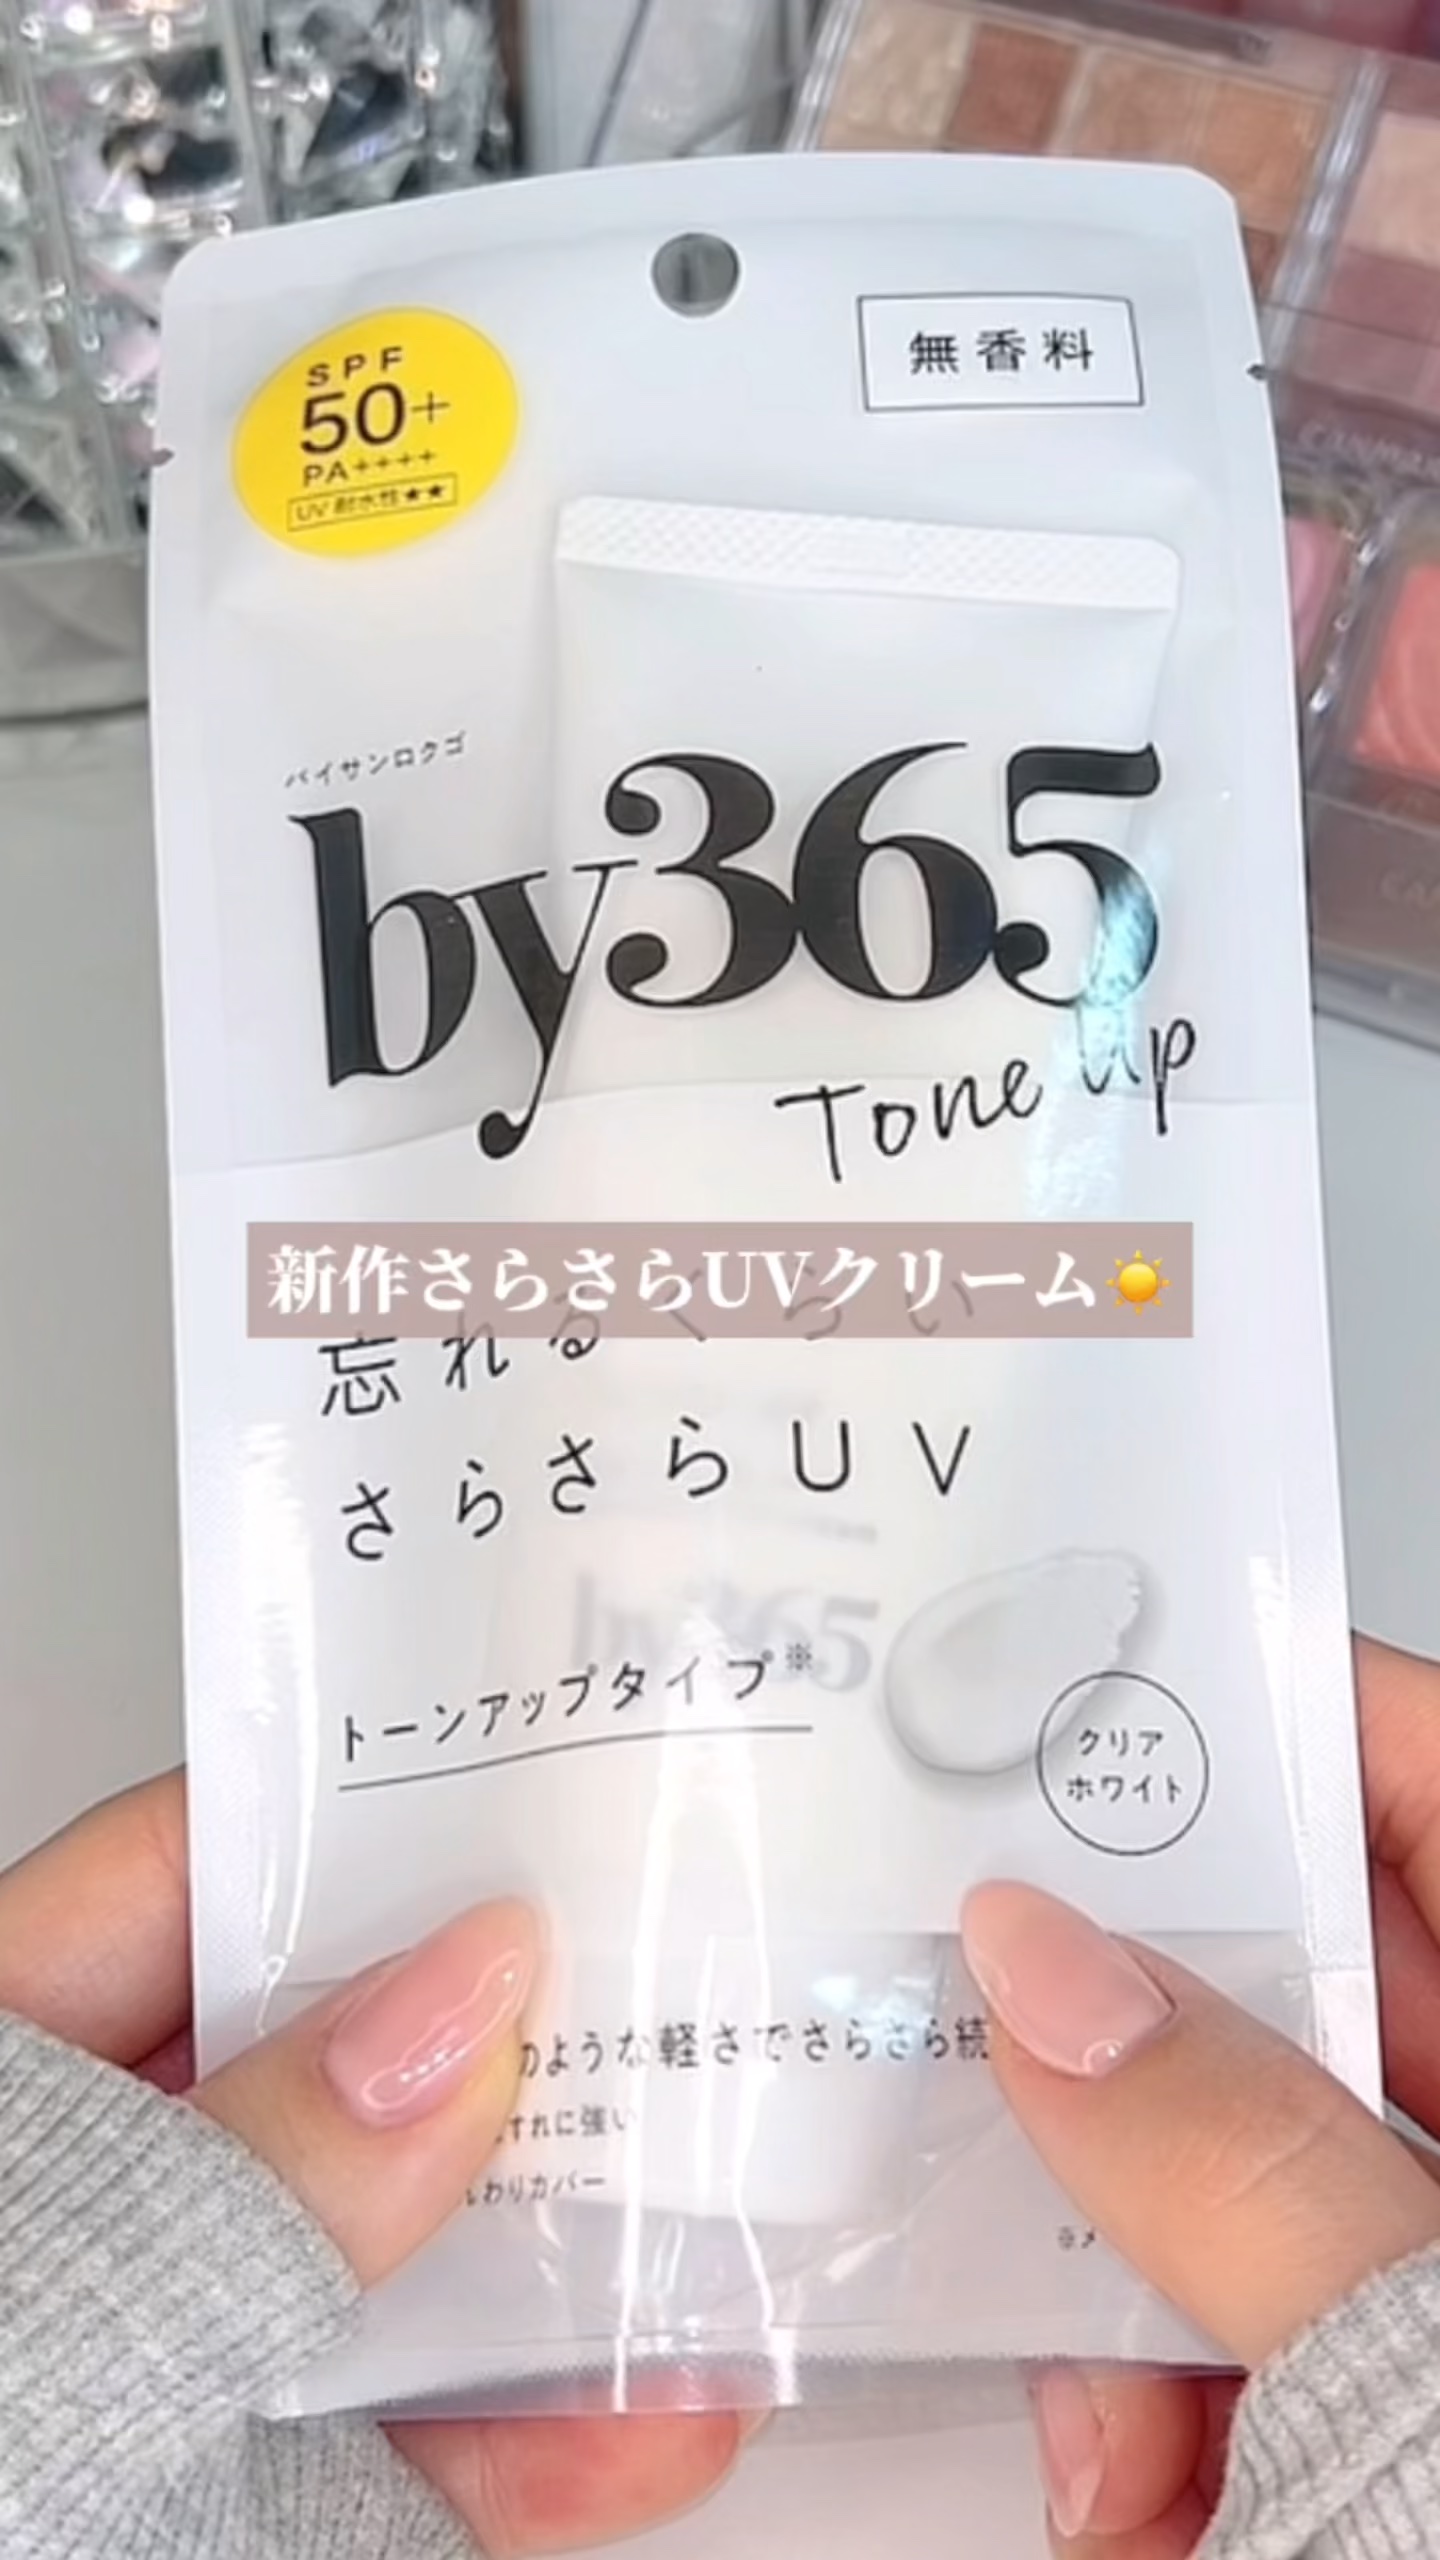 SPF
50+
PA++++
UV耐水性★★
無香料
バイサンロクゴ
by365
Tone Up
新作さらさらUVクリーム☀️
忘れるくらい
さらさらUV
by365
トーンアップタイプ※
クリア
ホワイト
のような軽さでさらさら続
すれに強い
わりカバー